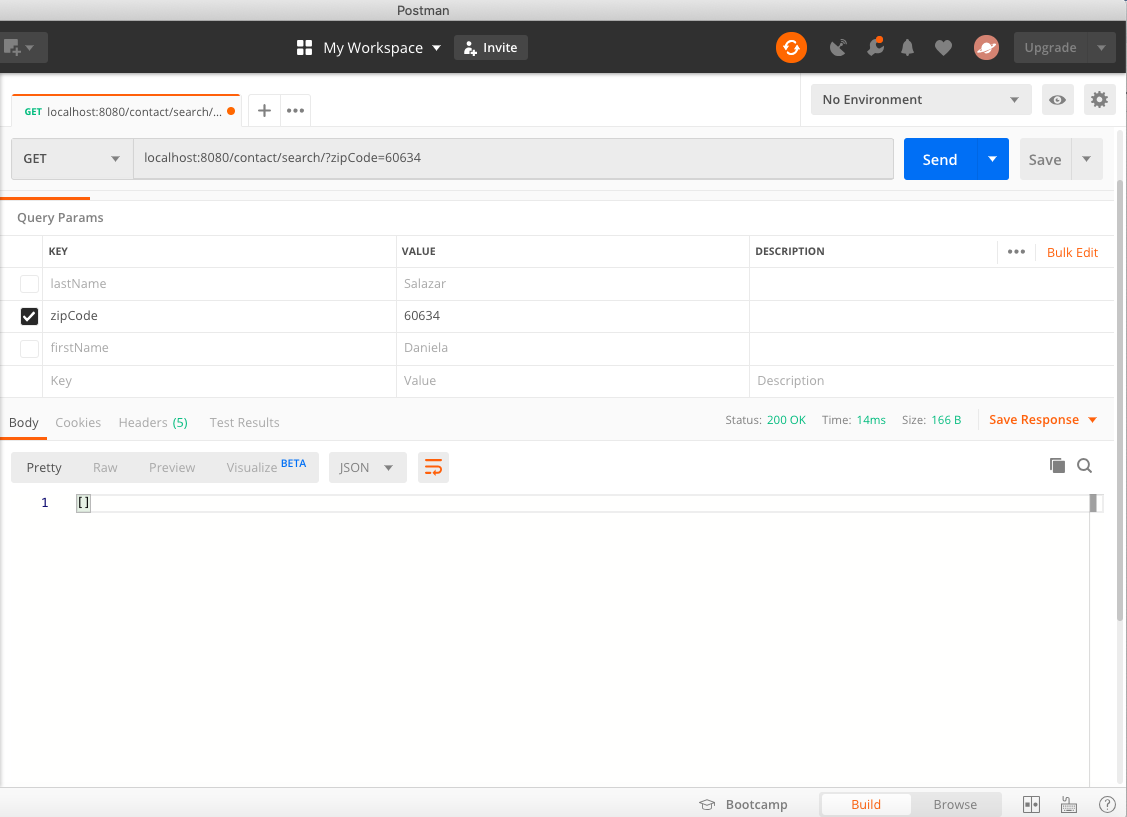 Postman
My Workspace Invite Upgrade
GET localhost:8080/contact/search/... No Environment
GET localhost:8080/contact/search/?zipCode=60634 Send Save
Query Params
KEY VALUE DESCRIPTION Bulk Edit
lastName Salazar
zipCode 60634
firstName Daniela
Key Value Description
Body Cookies Headers (5) Test Results Status: 200 OK Time: 14ms Size: 166 B Save Response
Pretty Raw Preview Visualize BETA JSON
1 []
Bootcamp Build Browse